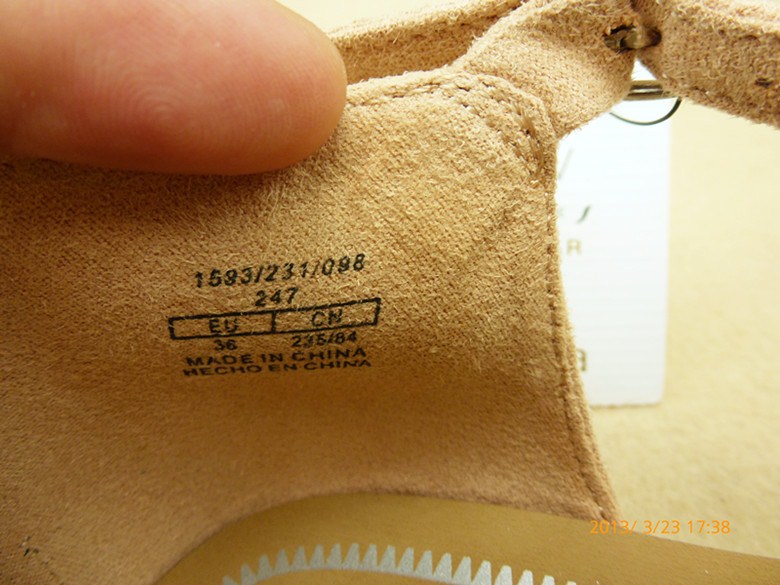 1593/231/098
247
EU CN
36 235/84
MADE IN CHINA
HECHO EN CHINA
R
2013/ 3/23 17:38